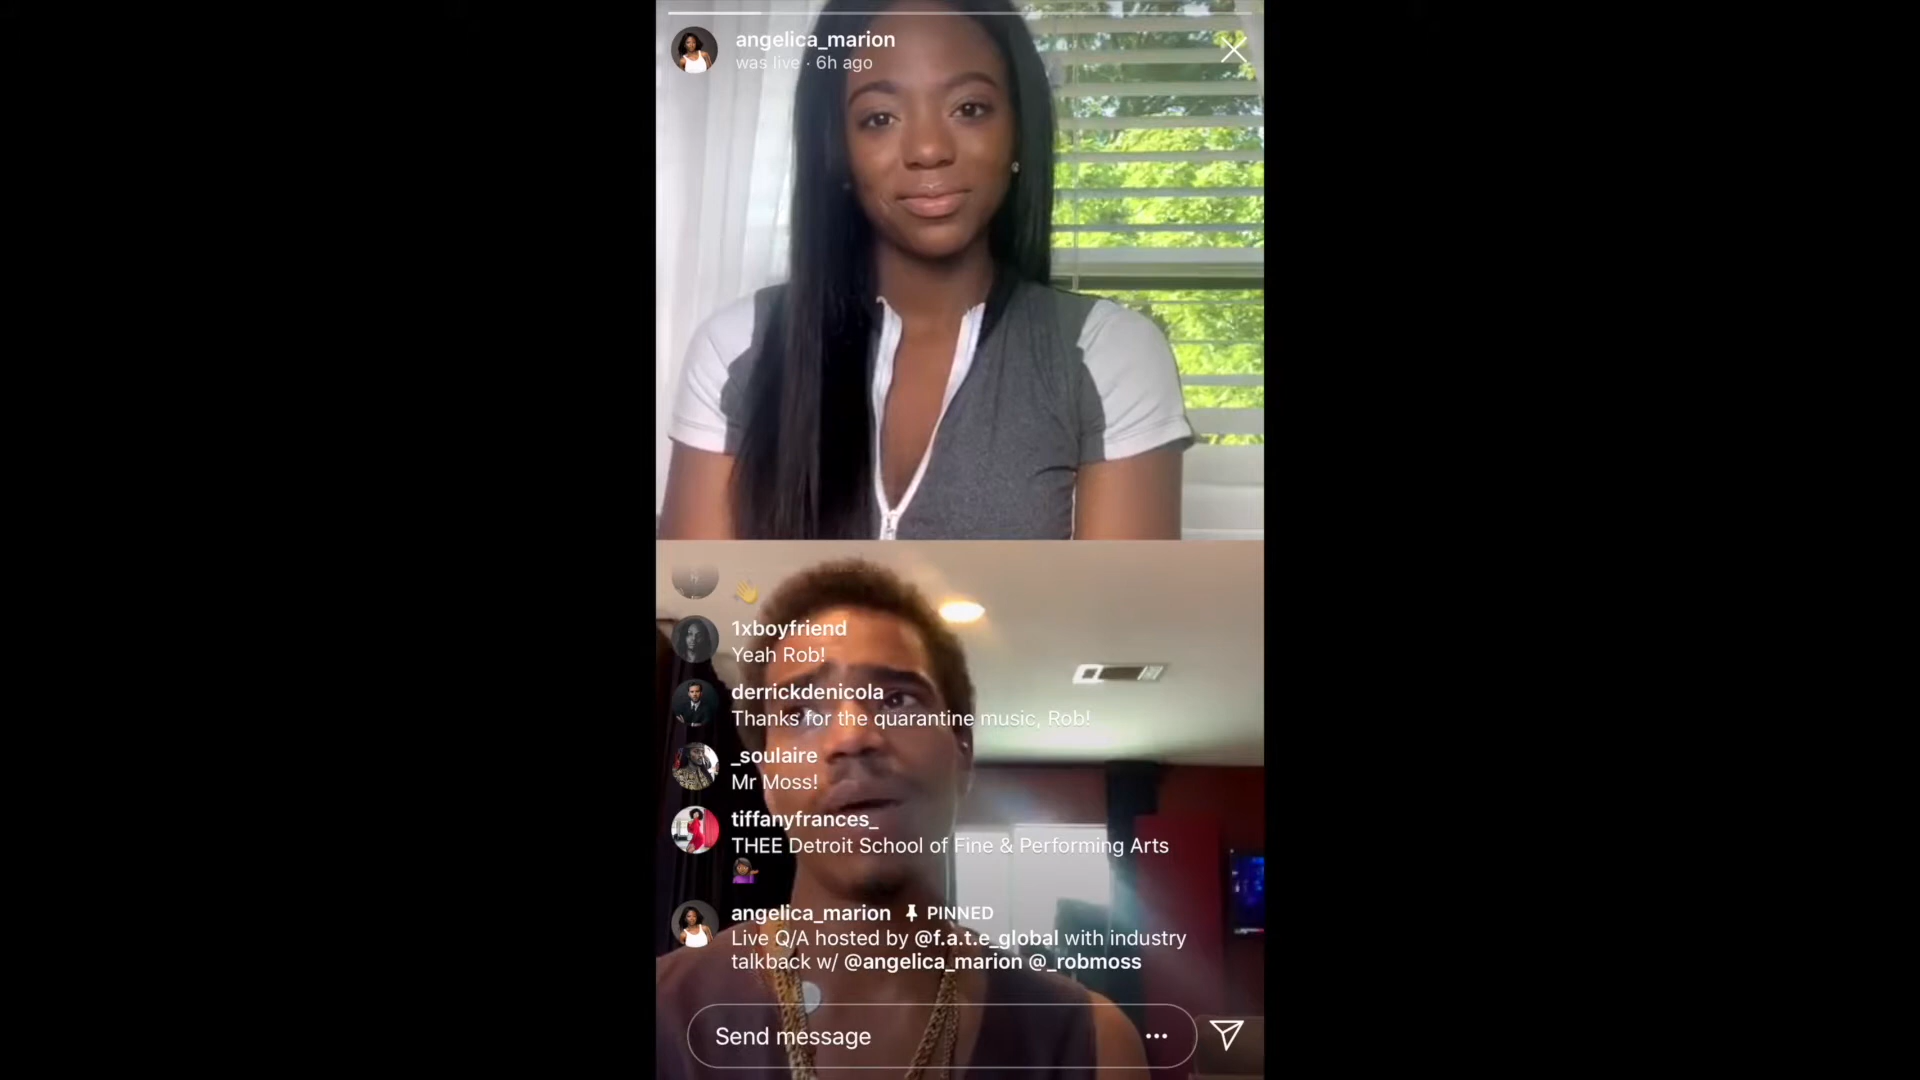 angelica_marion
was live · 6h ago
1xboyfriend
Yeah Rob!
derrickdenicola
Thanks for the quarantine music, Rob!
_soulaire
Mr Moss!
tiffanyfrances_
THEE Detroit School of Fine & Performing Arts
angelica_marion PINNED
Live Q/A hosted by @f.a.t.e_global with industry
talkback w/ @angelica_marion @_robmoss
Send message